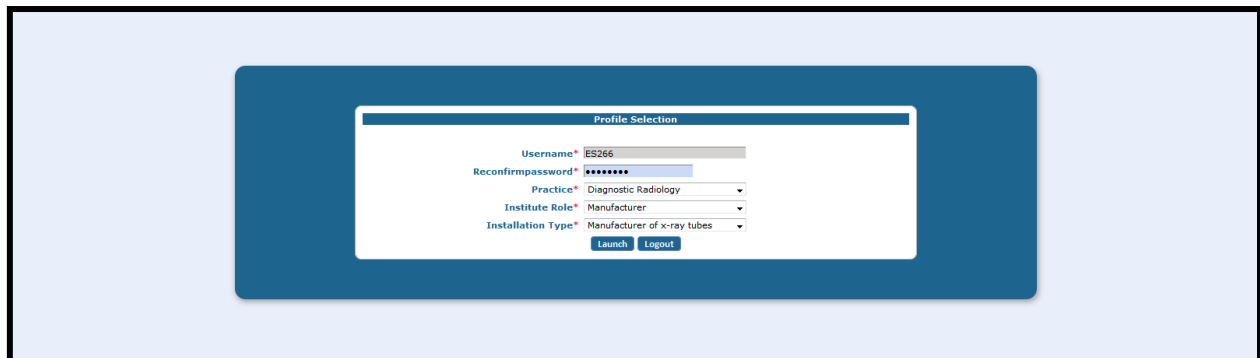 Profile Selection
Username* ES266
Reconfirmpassword* ••••••••
Practice* Diagnostic Radiology
Institute Role* Manufacturer
Installation Type* Manufacturer of x-ray tubes
Launch Logout